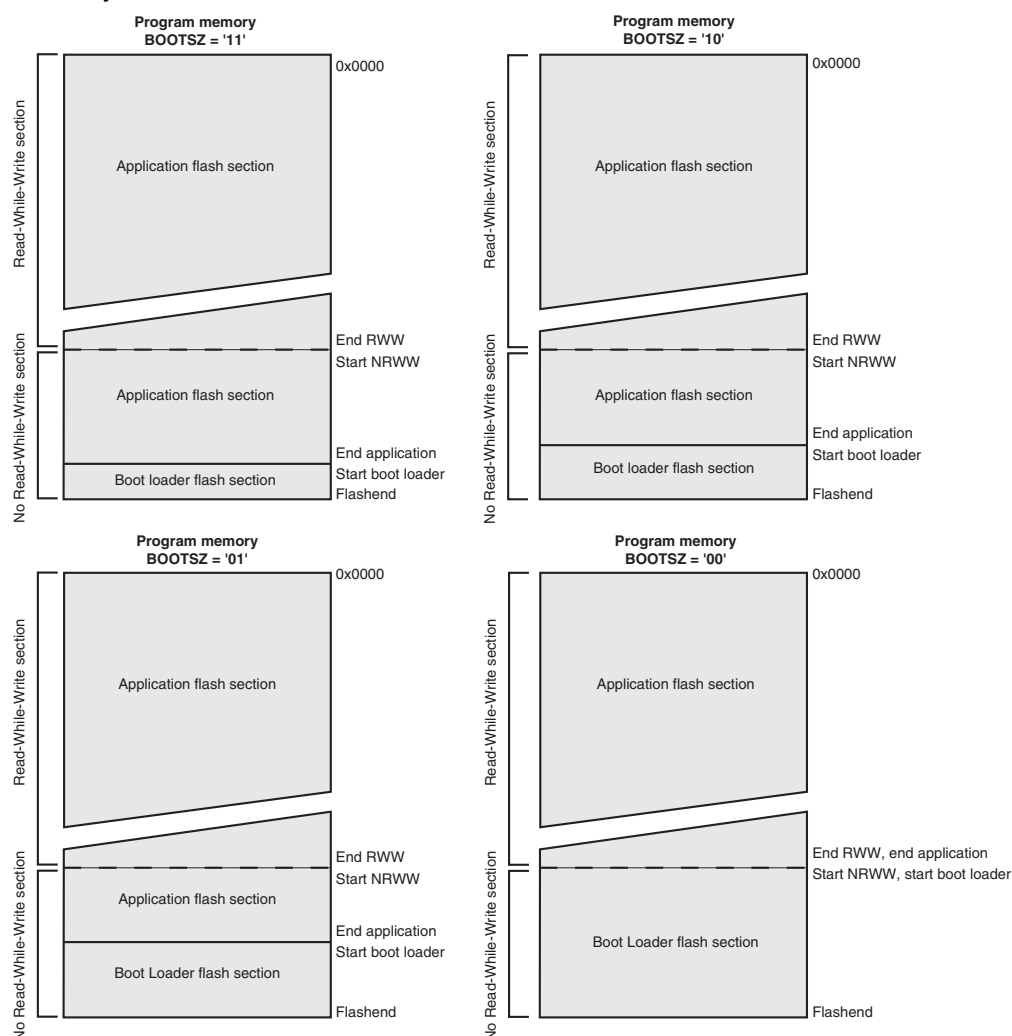 Program memory
BOOTSZ = '11'
0x0000
Read-While-Write section
Application flash section
End RWW
Start NRWW
No Read-While-Write section
Application flash section
End application
Start boot loader
Boot loader flash section
Flashend
Program memory
BOOTSZ = '10'
0x0000
Read-While-Write section
Application flash section
End RWW
Start NRWW
No Read-While-Write section
Application flash section
End application
Start boot loader
Boot loader flash section
Flashend
Program memory
BOOTSZ = '01'
0x0000
Read-While-Write section
Application flash section
End RWW
Start NRWW
No Read-While-Write section
Application flash section
End application
Start boot loader
Boot Loader flash section
Flashend
Program memory
BOOTSZ = '00'
0x0000
Read-While-Write section
Application flash section
End RWW, end application
Start NRWW, start boot loader
No Read-While-Write section
Boot Loader flash section
Flashend